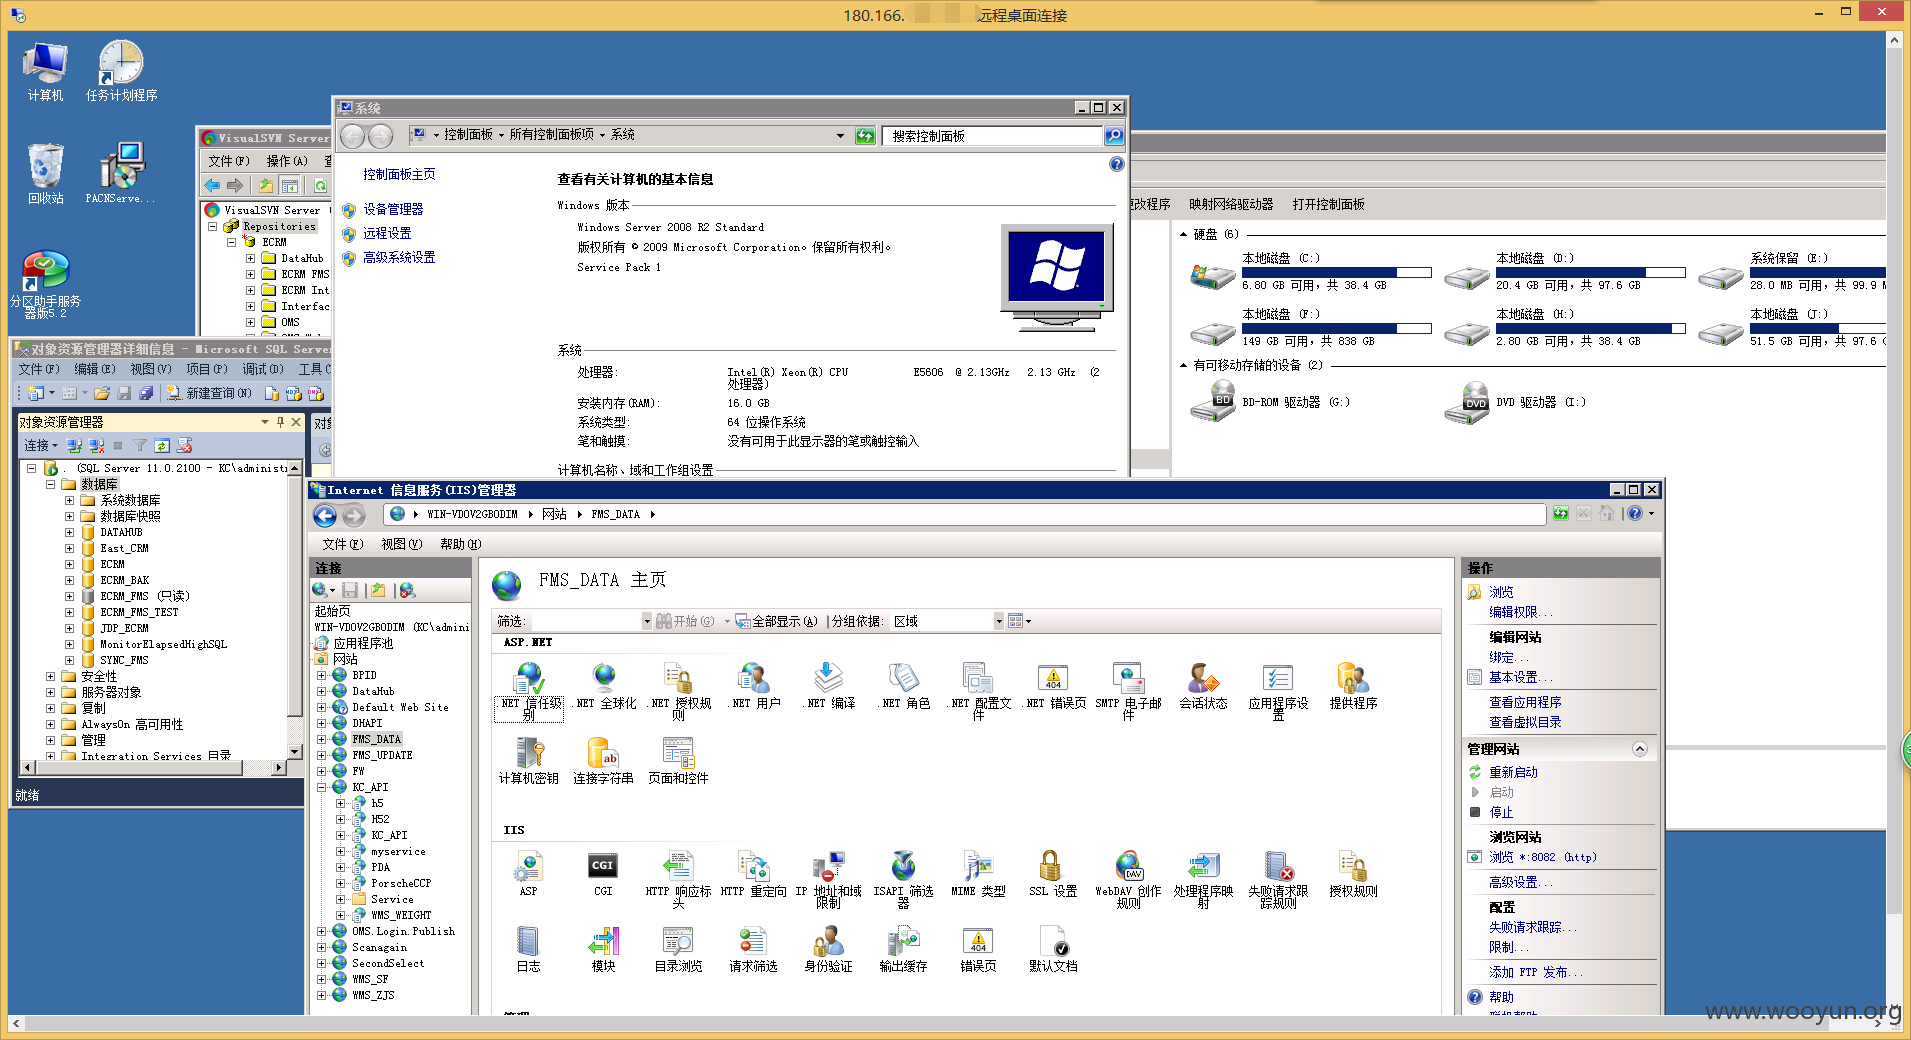 180.166.
远程桌面连接
计算机
任务计划程序
回收站
PACNServe...
分区助手服务
器版5.2
VisualSVN Server
文件(F) 操作(A)
VisualSVN Server
Repositories
ECRM
DataHub
ECRM FMS
ECRM Int
Interfac
OMS
系统
控制面板 所有控制面板项 系统
搜索控制面板
控制面板主页
设备管理器
远程设置
高级系统设置
查看有关计算机的基本信息
Windows 版本
Windows Server 2008 R2 Standard
版权所有 © 2009 Microsoft Corporation。保留所有权利。
Service Pack 1
系统
处理器: Intel(R) Xeon(R) CPU E5606 @ 2.13GHz 2.13 GHz (2
处理器)
安装内存(RAM): 16.0 GB
系统类型: 64 位操作系统
笔和触摸: 没有可用于此显示器的笔或触控输入
计算机名称、域和工作组设置
更改程序 映射网络驱动器 打开控制面板
硬盘 (6)
本地磁盘 (C:)
6.80 GB 可用，共 38.4 GB
本地磁盘 (D:)
20.4 GB 可用，共 97.6 GB
系统保留 (E:)
28.0 MB 可用，共 99.9 M
本地磁盘 (F:)
149 GB 可用，共 838 GB
本地磁盘 (H:)
2.80 GB 可用，共 38.4 GB
本地磁盘 (J:)
51.5 GB 可用，共 97.6 G
有可移动存储的设备 (2)
BD
BD-ROM 驱动器 (G:)
DVD
DVD 驱动器 (I:)
对象资源管理器详细信息 - Microsoft SQL Server
文件(F) 编辑(E) 视图(V) 项目(P) 调试(D) 工具(
新建查询(N)
对象资源管理器
连接
. (SQL Server 11.0.2100 - KC\administ
数据库
系统数据库
数据库快照
DATAHUB
East_CRM
ECRM
ECRM_BAK
ECRM_FMS (只读)
ECRM_FMS_TEST
JDP_ECRM
MonitorElapsedHighSQL
SYNC_FMS
安全性
服务器对象
复制
AlwaysOn 高可用性
管理
Integration Services 目录
就绪
Internet 信息服务(IIS)管理器
WIN-VDOV2GBODIM 网站 FMS_DATA
文件(F) 视图(V) 帮助(H)
连接
起始页
WIN-VDOV2GBODIM (KC\admini
应用程序池
网站
BPID
DataHub
Default Web Site
DHAPI
FMS_DATA
FMS_UPDATE
FW
KC_API
h5
H52
KC_API
myservice
PDA
PorscheCCP
Service
WMS_WEIGHT
OMS.Login.Publish
Scanagain
SecondSelect
WMS_SF
WMS_ZJS
FMS_DATA 主页
筛选: 开始(G) 全部显示(A) 分组依据: 区域
ASP.NET
.NET 信任级
别
.NET 全球化
.NET 授权规
则
.NET 用户
.NET 编译
.NET 角色
.NET 配置文
件
.NET 错误页
SMTP 电子邮
件
会话状态
应用程序设
置
提供程序
计算机密钥
连接字符串
页面和控件
IIS
ASP
CGI
HTTP 响应标
头
HTTP 重定向
IP 地址和域
限制
ISAPI 筛选
器
MIME 类型
SSL 设置
WebDAV 创作
规则
处理程序映
射
失败请求跟
踪规则
授权规则
日志
模块
目录浏览
请求筛选
身份验证
输出缓存
错误页
默认文档
管理
操作
浏览
编辑权限...
编辑网站
绑定...
基本设置...
查看应用程序
查看虚拟目录
管理网站
重新启动
启动
停止
浏览网站
浏览 *:8082 (http)
高级设置...
配置
失败请求跟踪...
限制...
添加 FTP 发布...
帮助
联机帮助
www.wooyun.org